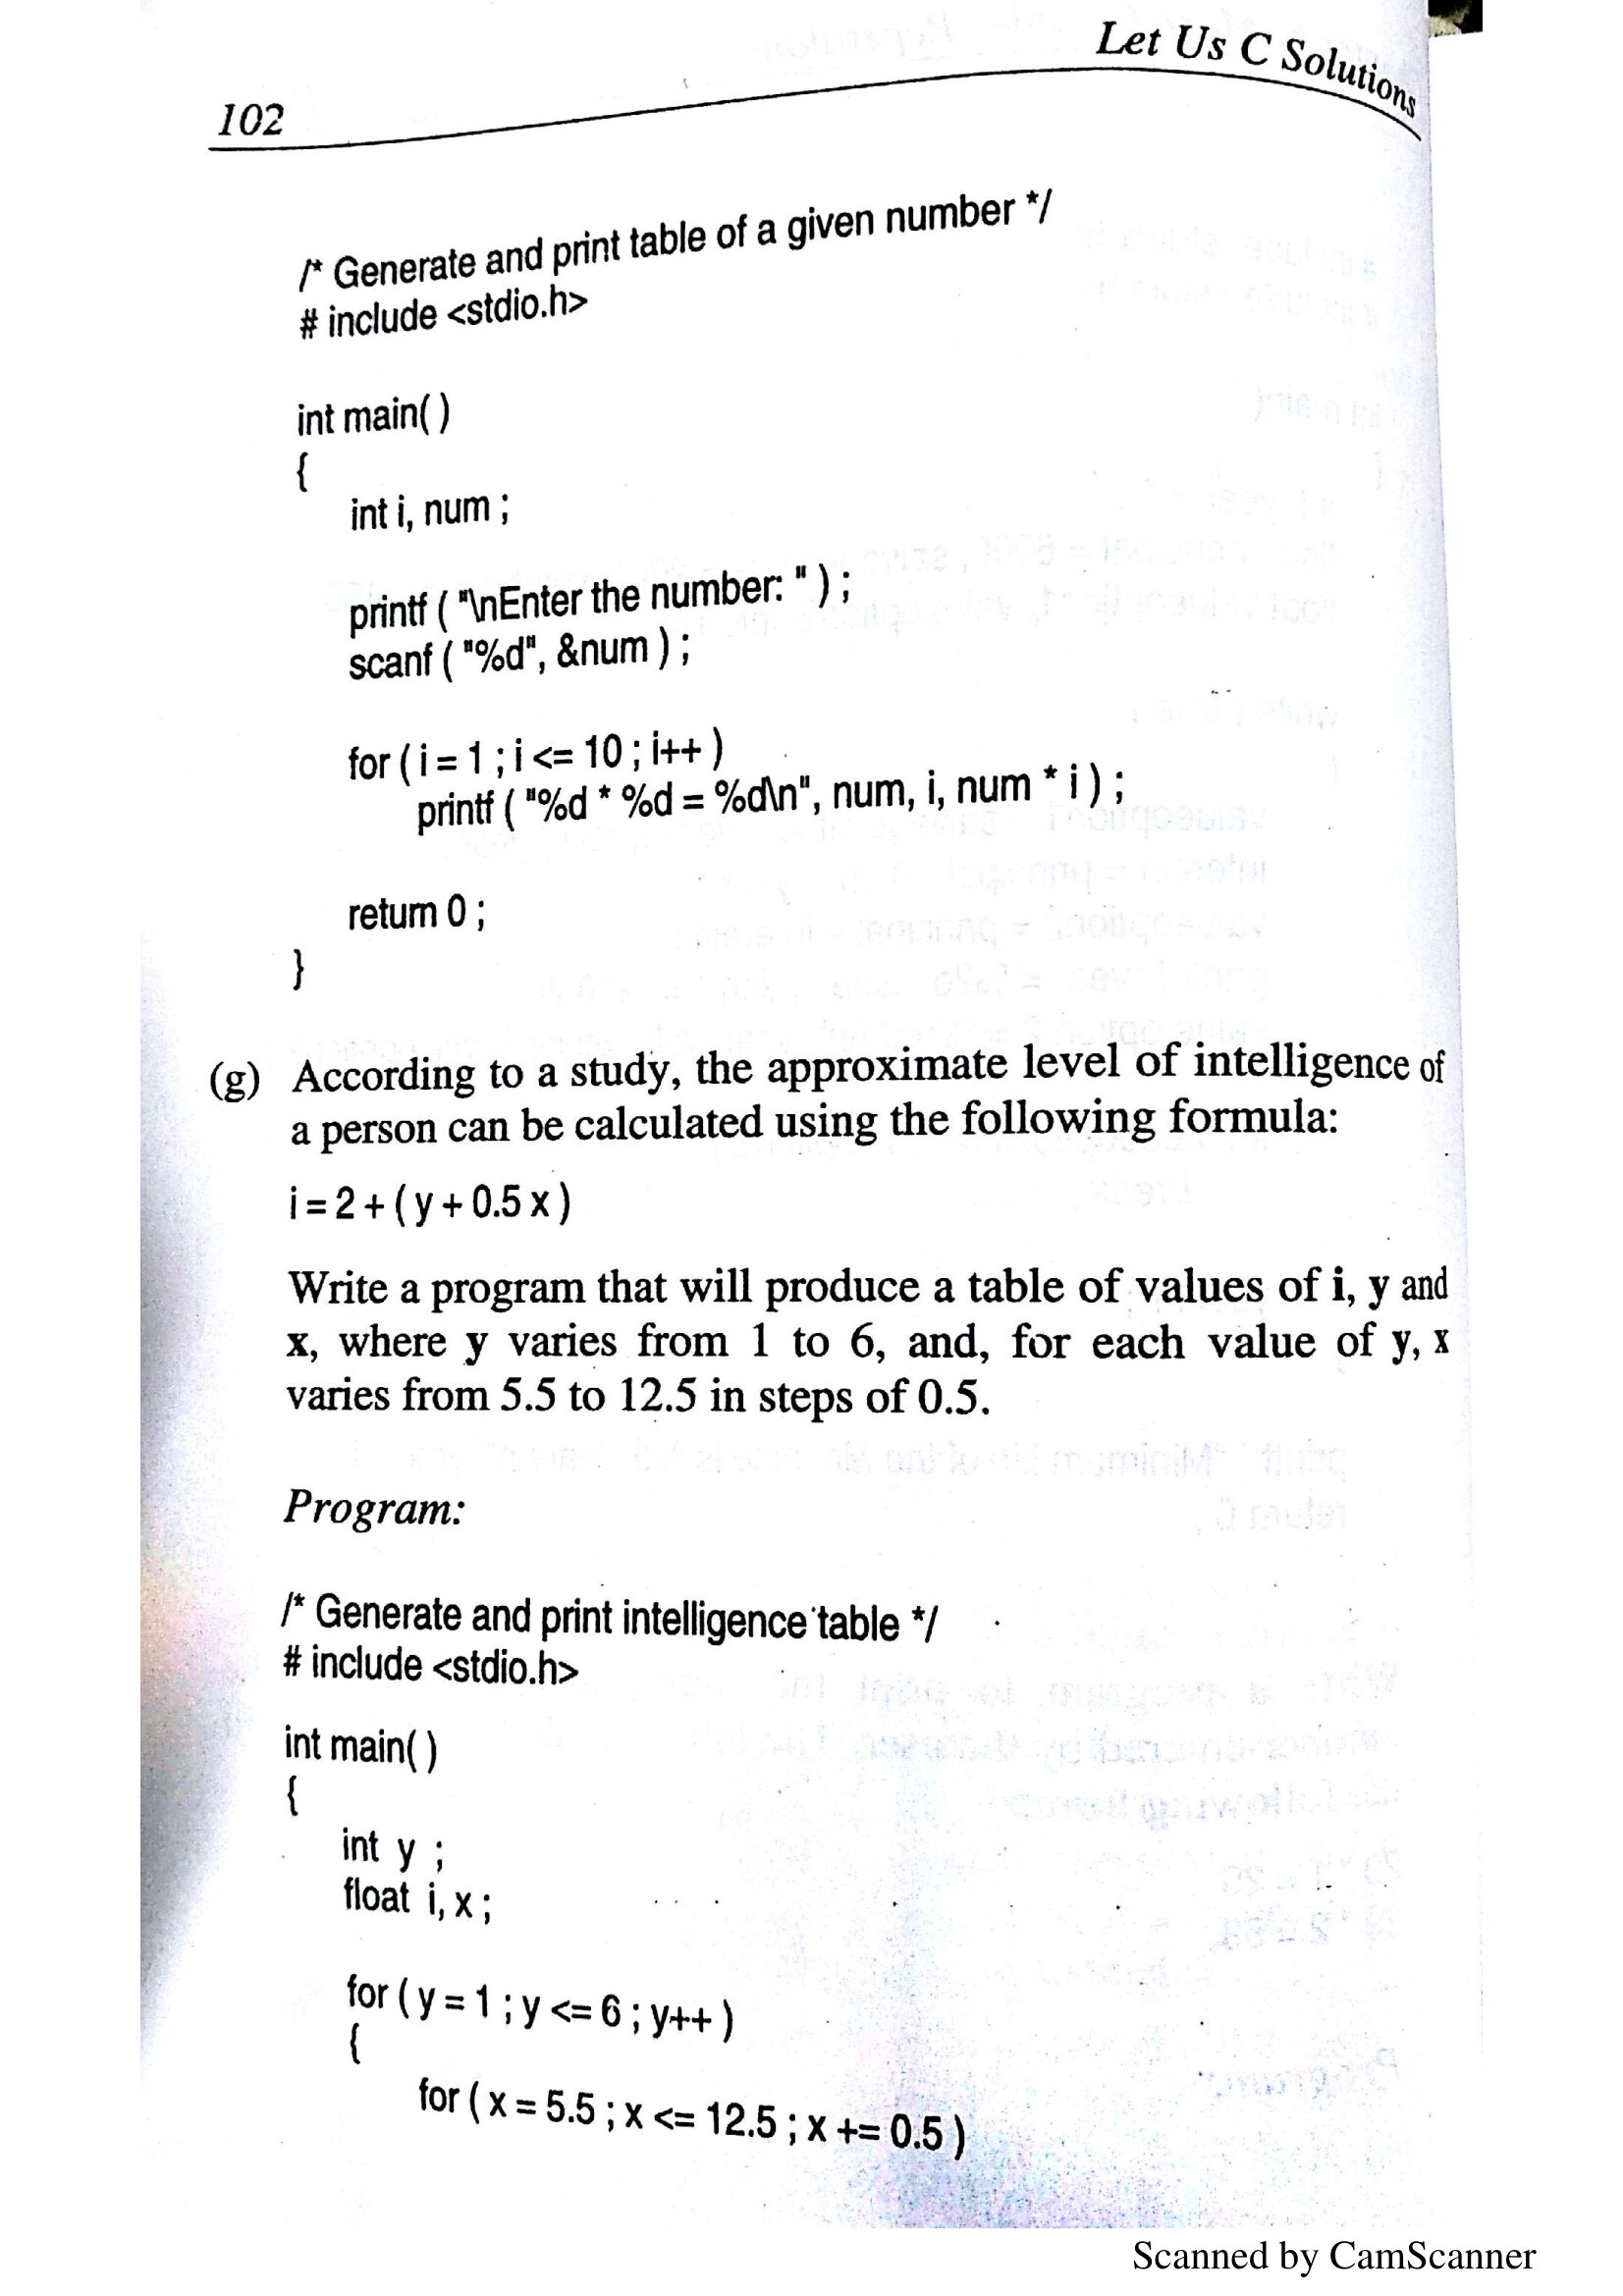 Let Us C Solutions
102
/* Generate and print table of a given number */
# include <stdio.h>
int main( )
{
int i, num ;
printf ( "\nEnter the number: " ) ;
scanf ( "%d", &num ) ;
for ( i = 1 ; i <= 10 ; i++ )
printf ( "%d * %d = %d\n", num, i, num * i ) ;
return 0 ;
}
(g) According to a study, the approximate level of intelligence of
a person can be calculated using the following formula:
i = 2 + ( y + 0.5 x )
Write a program that will produce a table of values of i, y and
x, where y varies from 1 to 6, and, for each value of y, x
varies from 5.5 to 12.5 in steps of 0.5.
Program:
/* Generate and print intelligence table */
# include <stdio.h>
int main( )
{
int y ;
float i, x ;
for ( y = 1 ; y <= 6 ; y++ )
{
for ( x = 5.5 ; x <= 12.5 ; x += 0.5 )
Scanned by CamScanner